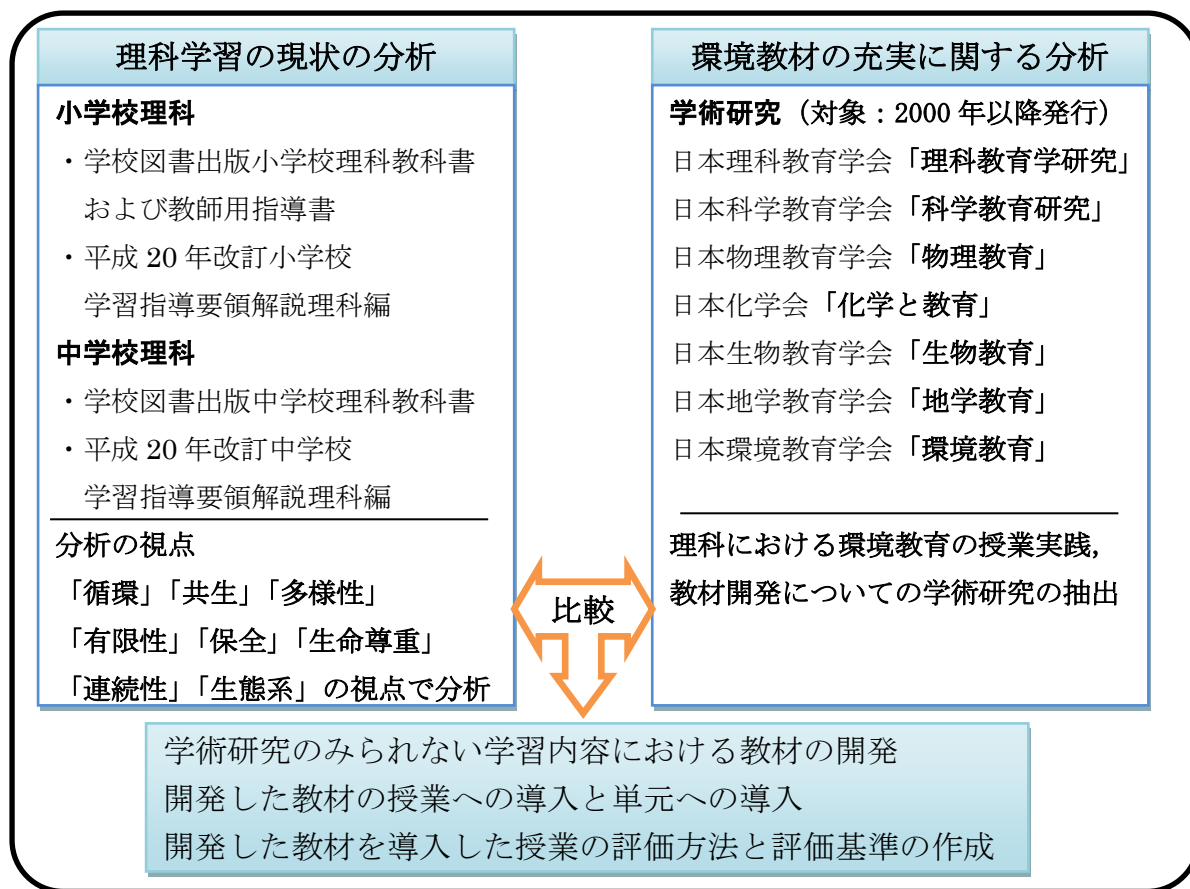 理科学習の現状の分析
小学校理科
・学校図書出版小学校理科教科書
および教師用指導書
・平成 20 年改訂小学校
学習指導要領解説理科編
中学校理科
・学校図書出版中学校理科教科書
・平成 20 年改訂中学校
学習指導要領解説理科編
分析の視点
「循環」「共生」「多様性」
「有限性」「保全」「生命尊重」
「連続性」「生態系」の視点で分析
比較
環境教材の充実に関する分析
学術研究（対象：2000 年以降発行）
日本理科教育学会「理科教育学研究」
日本科学教育学会「科学教育研究」
日本物理教育学会「物理教育」
日本化学会「化学と教育」
日本生物教育学会「生物教育」
日本地学教育学会「地学教育」
日本環境教育学会「環境教育」
理科における環境教育の授業実践,
教材開発についての学術研究の抽出
学術研究のみられない学習内容における教材の開発
開発した教材の授業への導入と単元への導入
開発した教材を導入した授業の評価方法と評価基準の作成